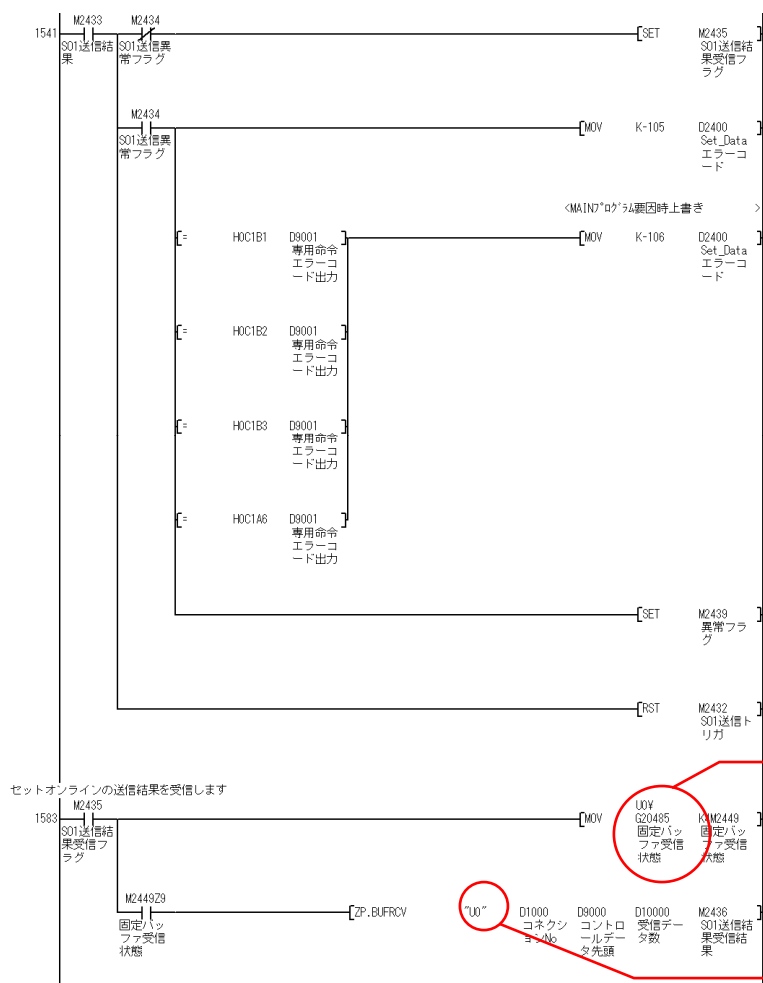 M2433 M2434
1541 SET M2435
S01送信結 S01送信異 S01送信結
果 常フラグ 果受信フ
ラグ
M2434
MOV K-105 D2400
S01送信異 Set_Data
常フラグ エラーコ
ード
<MAINﾌﾟﾛｸﾞﾗﾑ要因時上書き >
= H0C1B1 D9001 MOV K-106 D2400
専用命令 Set_Data
エラーコ エラーコ
ード出力 ード
= H0C1B2 D9001
専用命令
エラーコ
ード出力
= H0C1B3 D9001
専用命令
エラーコ
ード出力
= H0C1A6 D9001
専用命令
エラーコ
ード出力
SET M2439
異常フラ
グ
RST M2432
S01送信ト
リガ
セットオンラインの送信結果を受信します
M2435 U0¥
1583 MOV G20485 K4M2449
S01送信結 固定バッ 固定バッ
果受信フ ファ受信 ファ受信
ラグ 状態 状態
M2449Z9
ZP.BUFRCV "U0" D1000 D9000 D10000 M2436
固定バッ コネクシ コントロ 受信デー S01送信結
ファ受信 ョンNo ールデー タ数 果受信結
状態 タ先頭 果